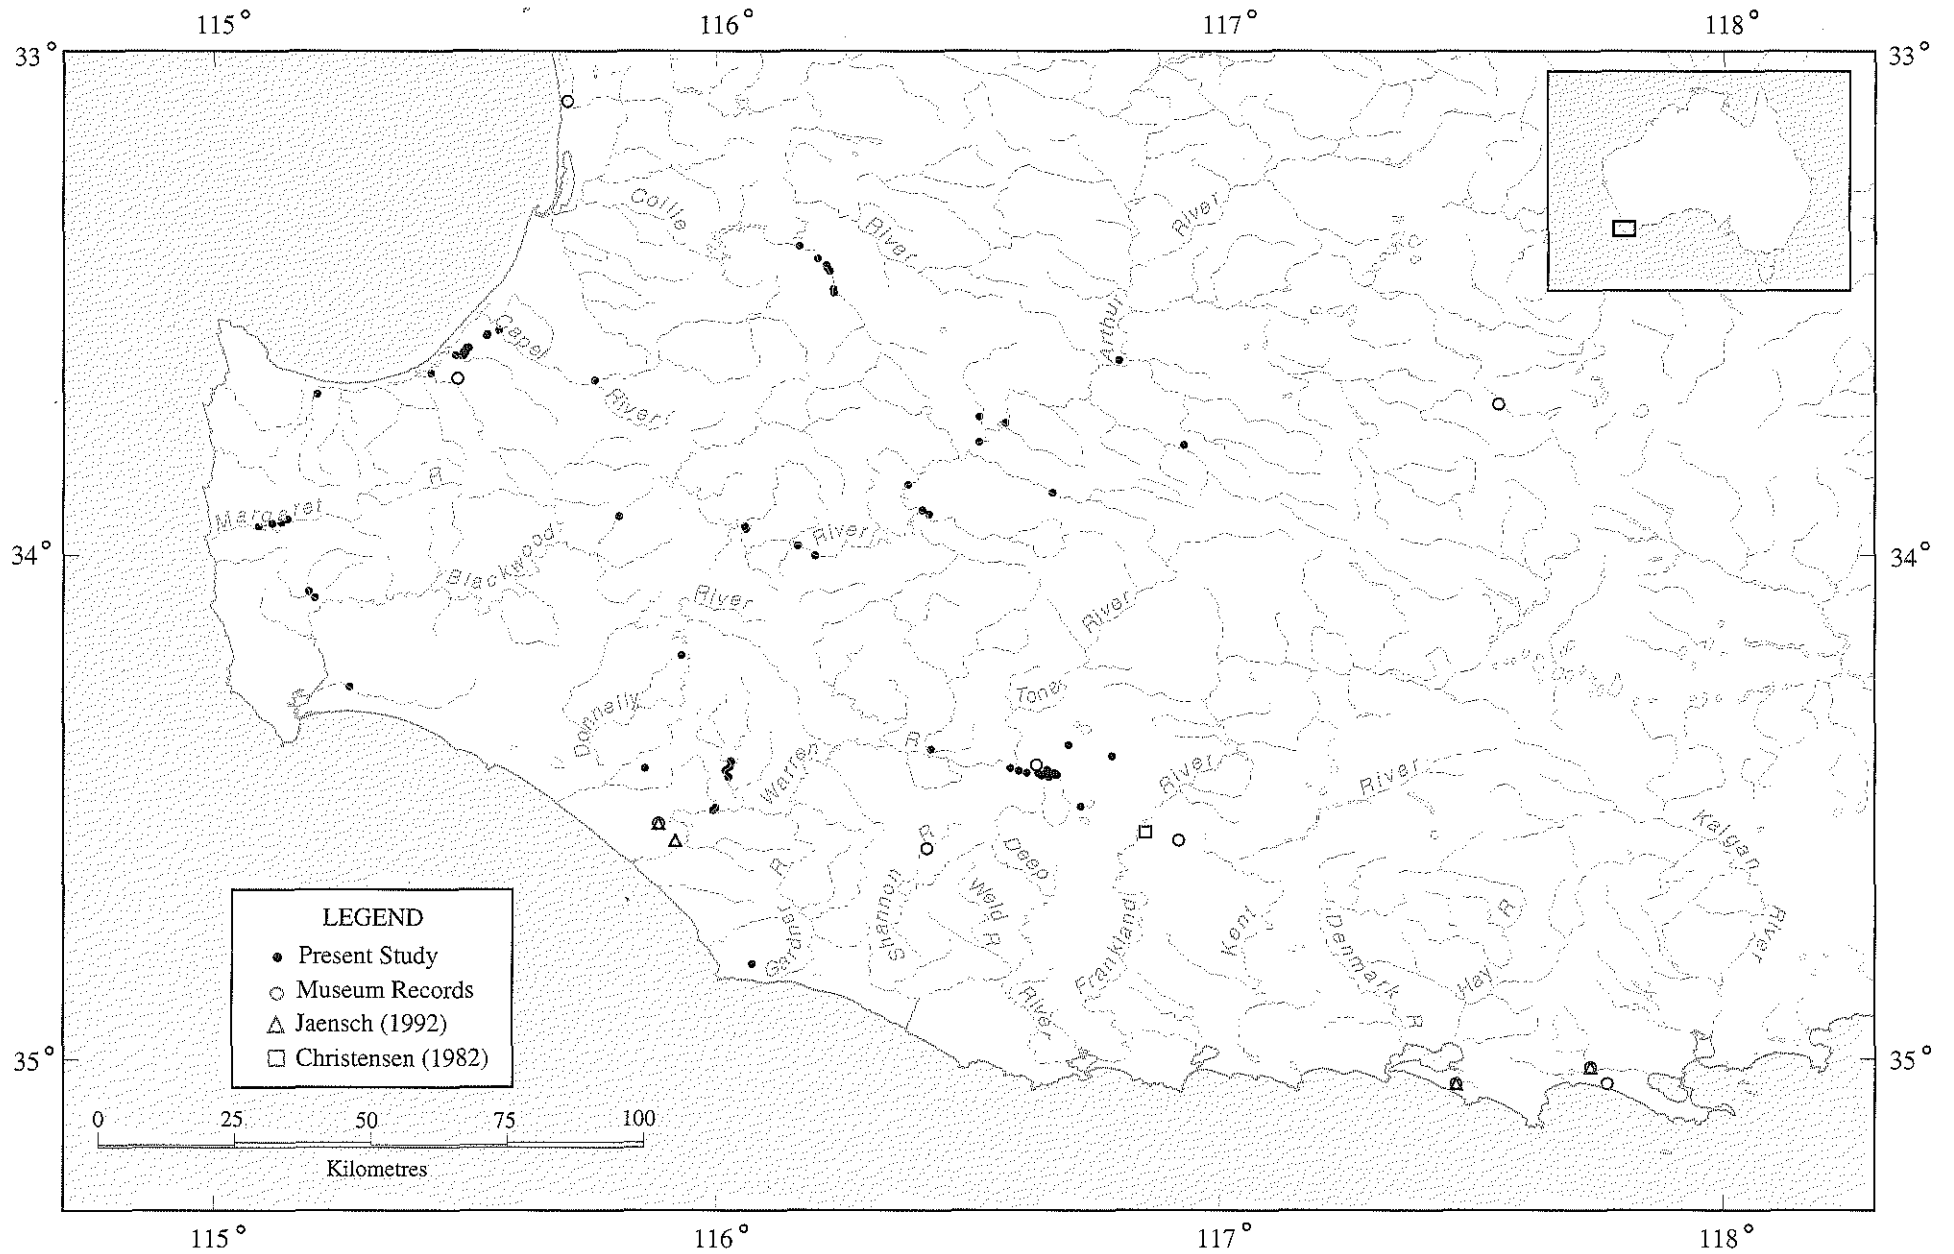 115° 116° 117° 118°
33° 33°
Collie
River
River
Arthur
Capel
River
R
Margaret
River
34° 34°
Blackwood
River
River
Tone
Donnelly
R
Warren
River
River
Kalgan
River
R
Deep
R
Weld R
Shannon
Gardner
Frankland
Kent
R
Denmark
Hay
River
R
LEGEND
Present Study
Museum Records
Jaensch (1992)
Christensen (1982)
35° 35°
0 25 50 75 100
Kilometres
115° 116° 117° 118°